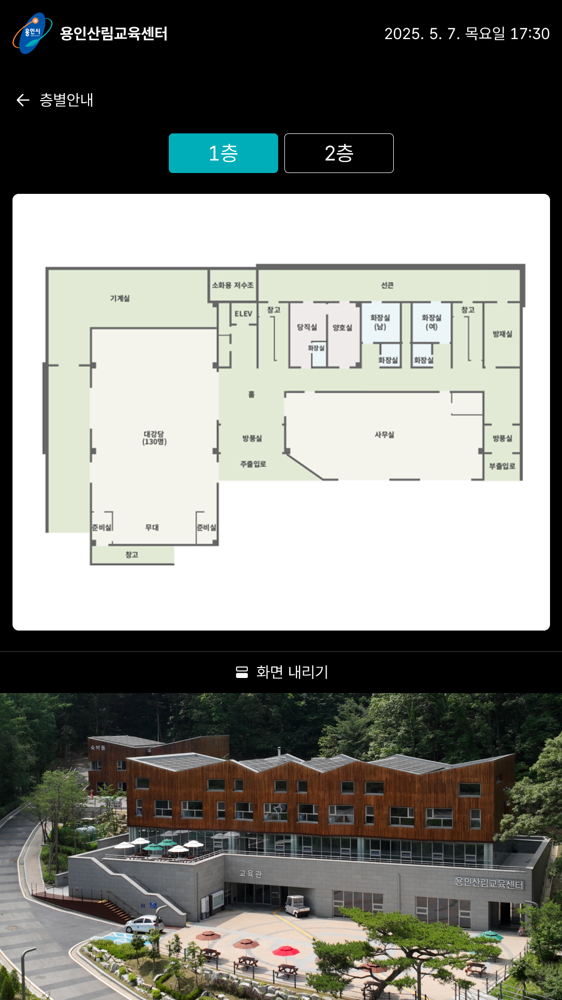 용인시
용인산림교육센터
2025. 5. 7. 목요일 17:30
층별안내
1층
2층
소화용 저수조
선큰
기계실
ELEV
창고
창고
당직실
양호실
화장실
(남)
화장실
(여)
방재실
화장실
화장실
화장실
홀
대강당
(130명)
방풍실
사무실
방풍실
주출입로
부출입로
준비실
무대
준비실
창고
화면 내리기
숙박동
교육관
용인산림교육센터